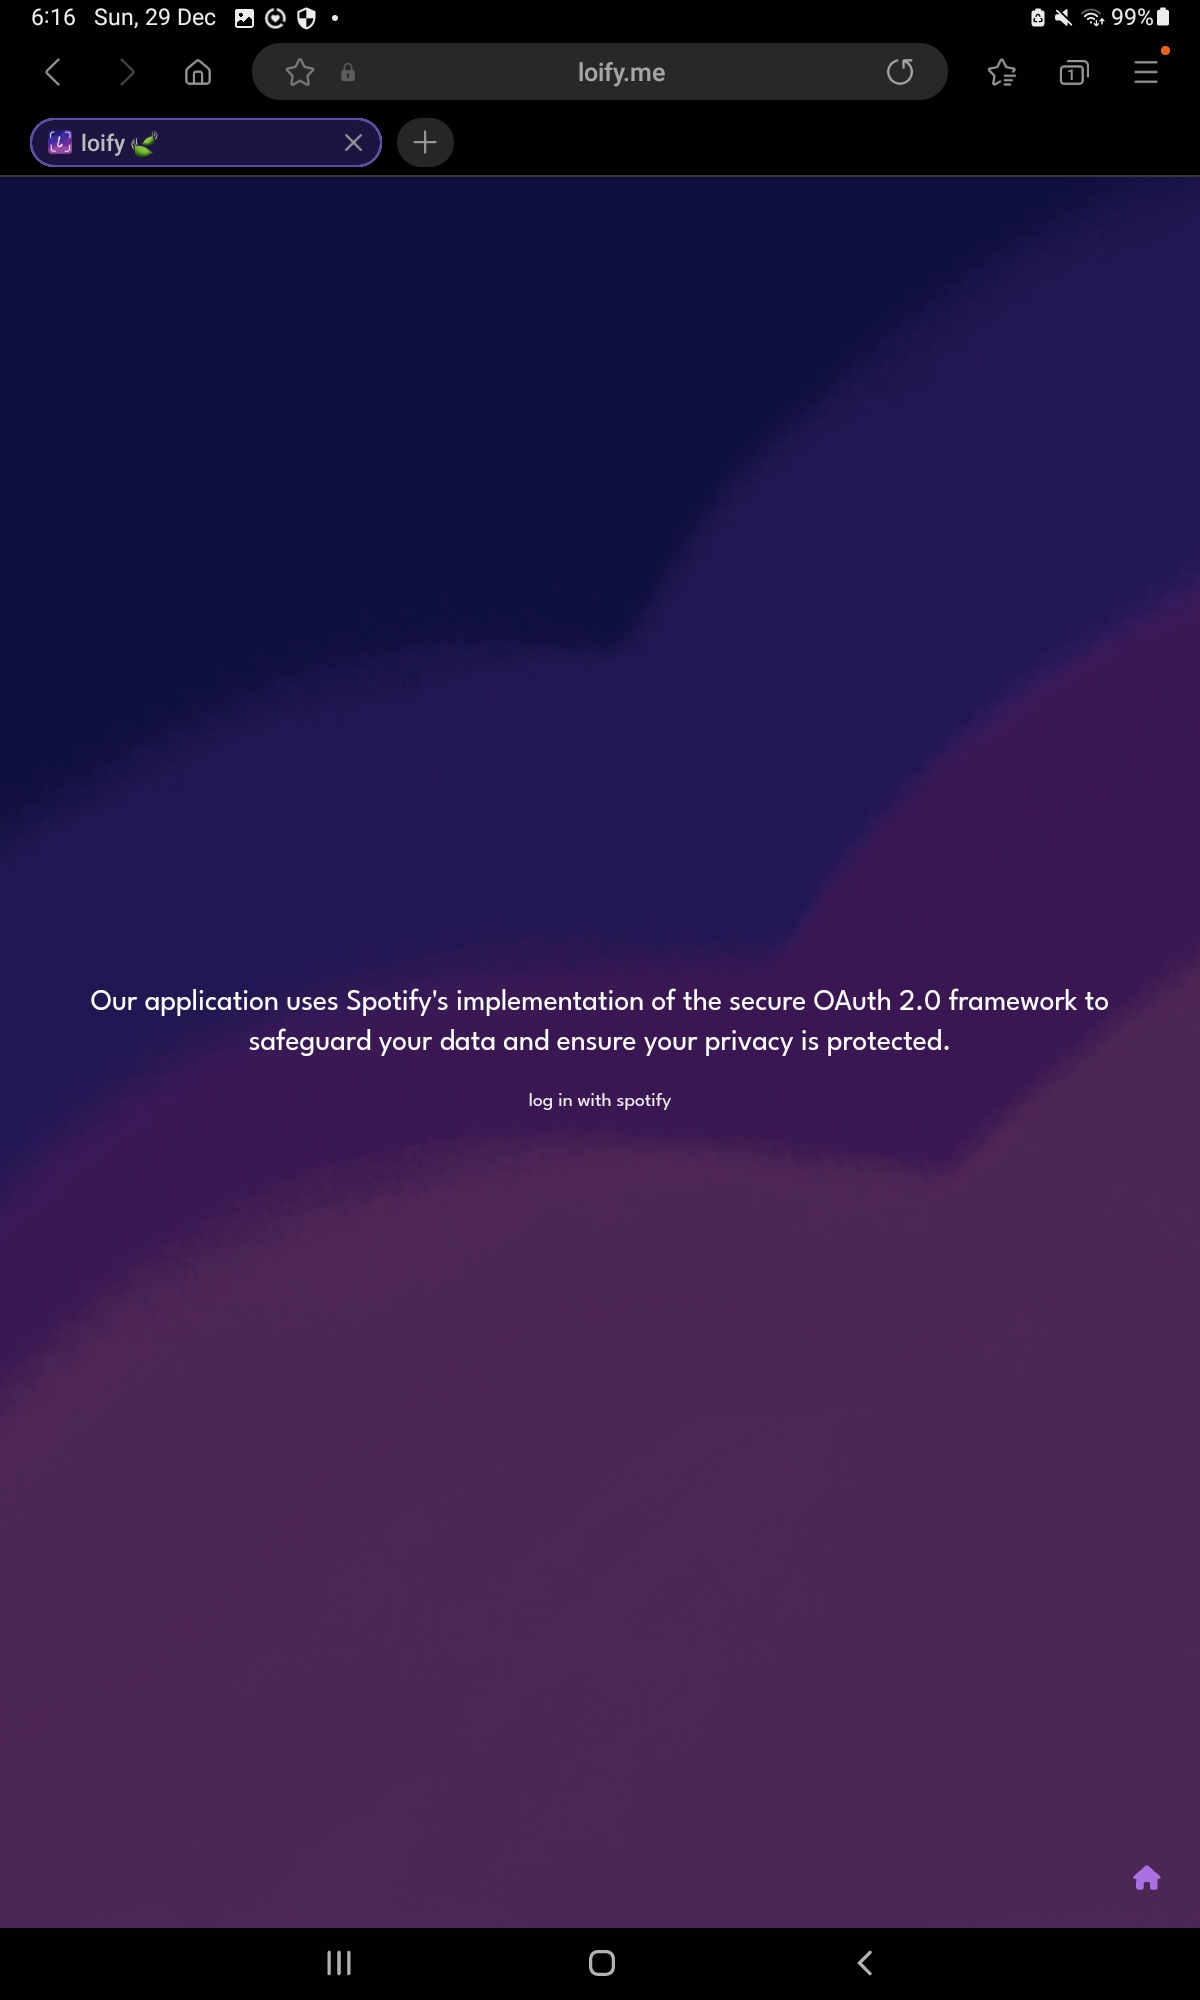 6:16 Sun, 29 Dec
99%
loify.me
1
loify
Our application uses Spotify's implementation of the secure OAuth 2.0 framework to
safeguard your data and ensure your privacy is protected.
log in with spotify